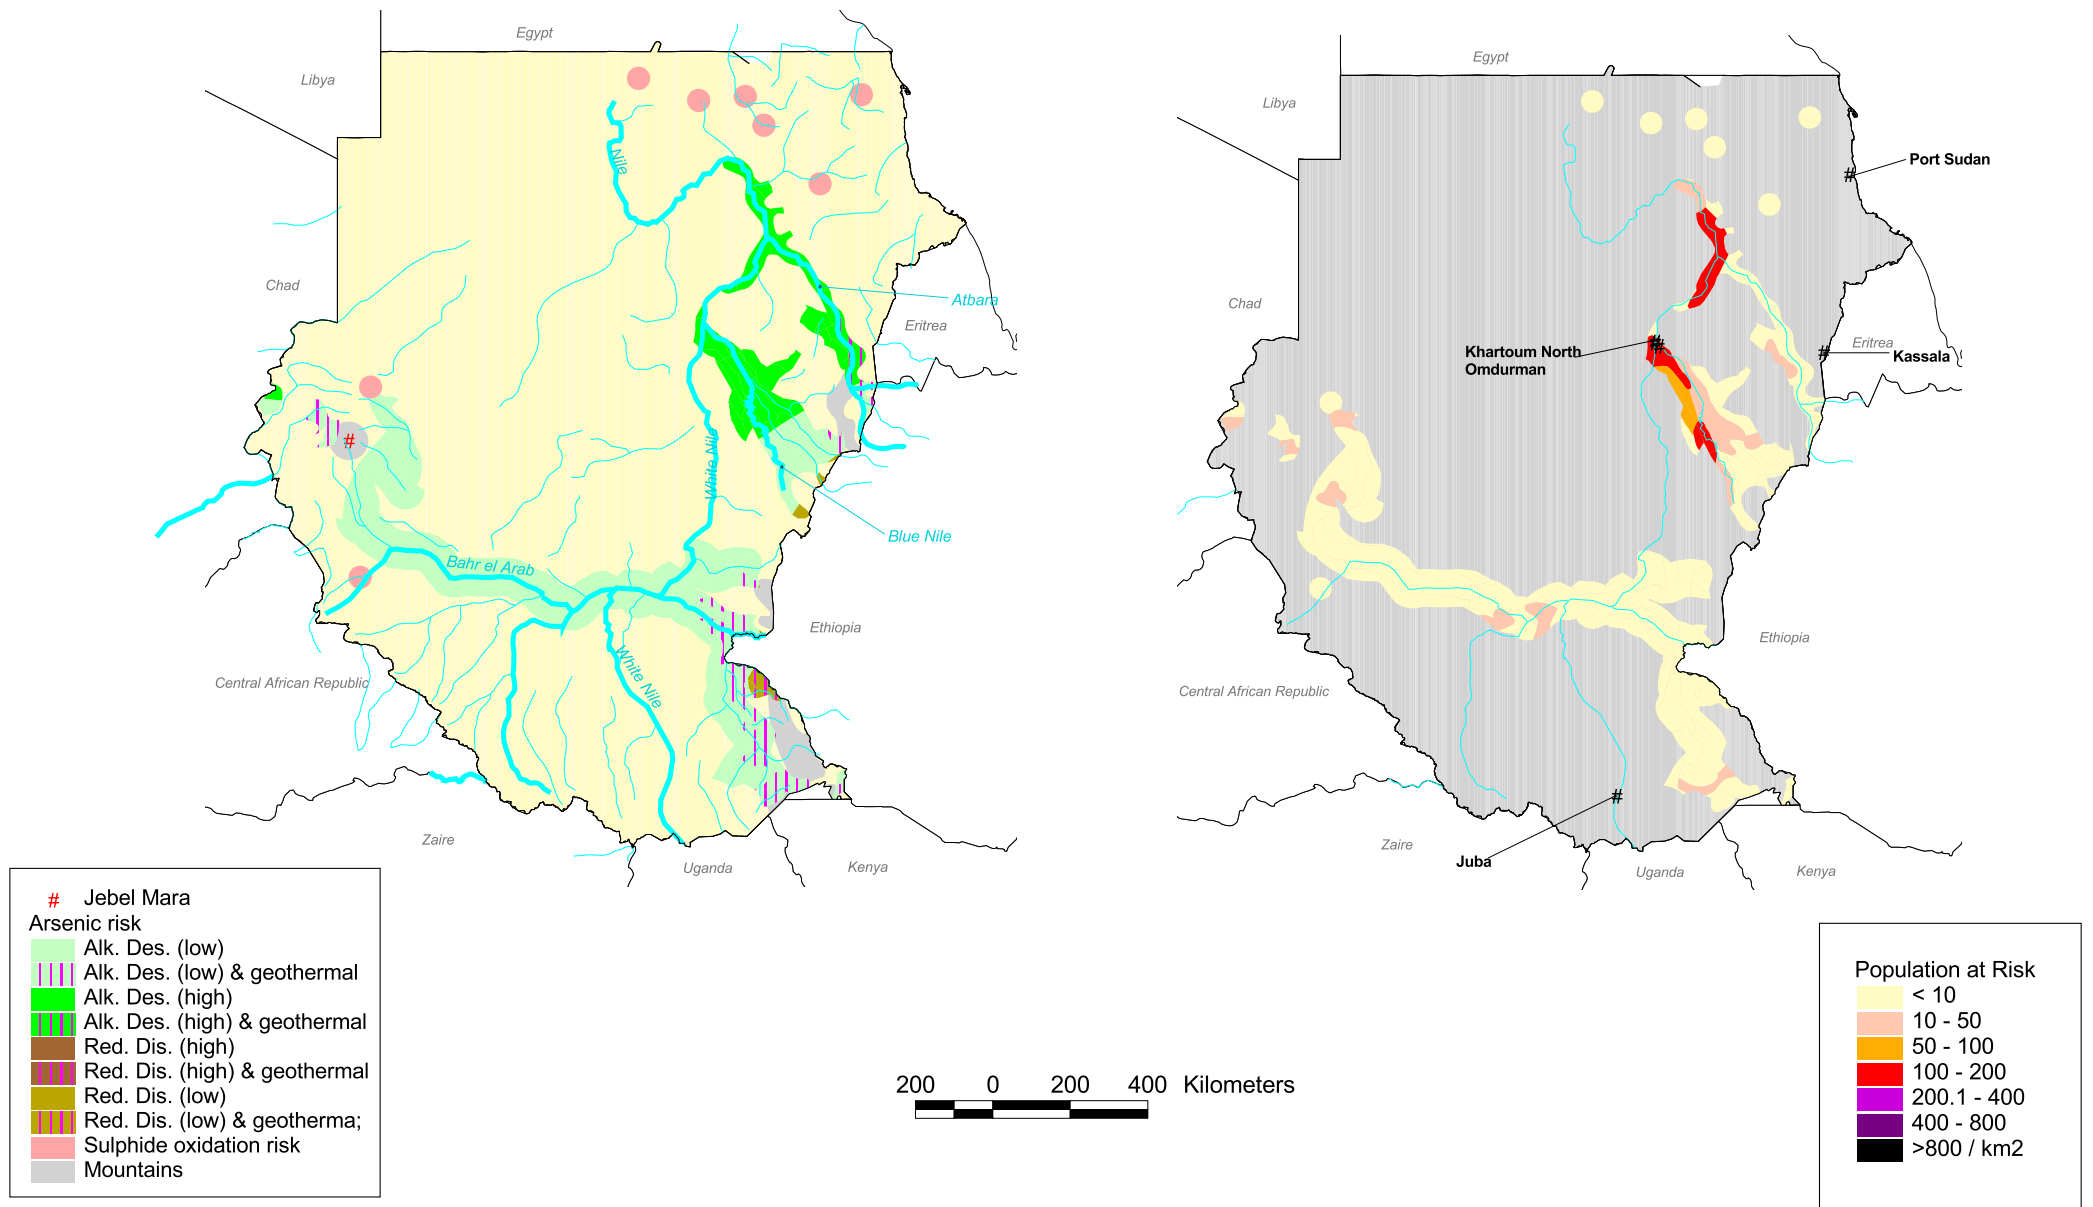 Egypt
Libya
Nile
Chad
Atbara
Eritrea
#
White Nile
Blue Nile
Bahr el Arab
Ethiopia
White Nile
Central African Republic
Zaire
Uganda
Kenya
Egypt
Libya
Port Sudan
#
Chad
Khartoum North
Omdurman
#
#
#
Eritrea
Kassala
Ethiopia
Central African Republic
#
Juba
Zaire
Uganda
Kenya
# Jebel Mara
Arsenic risk
Alk. Des. (low)
Alk. Des. (low) & geothermal
Alk. Des. (high)
Alk. Des. (high) & geothermal
Red. Dis. (high)
Red. Dis. (high) & geothermal
Red. Dis. (low)
Red. Dis. (low) & geotherma;
Sulphide oxidation risk
Mountains
200 0 200 400 Kilometers
Population at Risk
< 10
10 - 50
50 - 100
100 - 200
200.1 - 400
400 - 800
>800 / km2